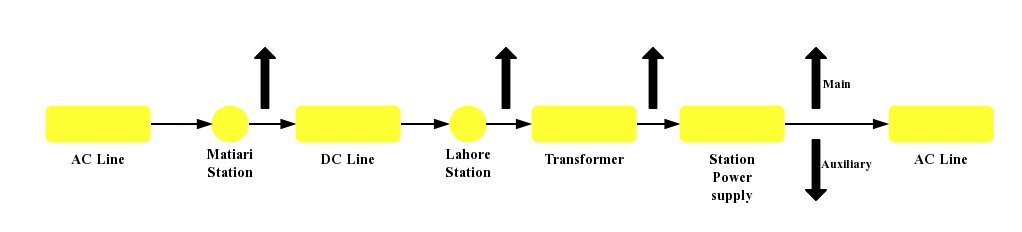 Main
AC Line
Matiari
Station
DC Line
Lahore
Station
Transformer
Station
Power
supply
Auxiliary
AC Line